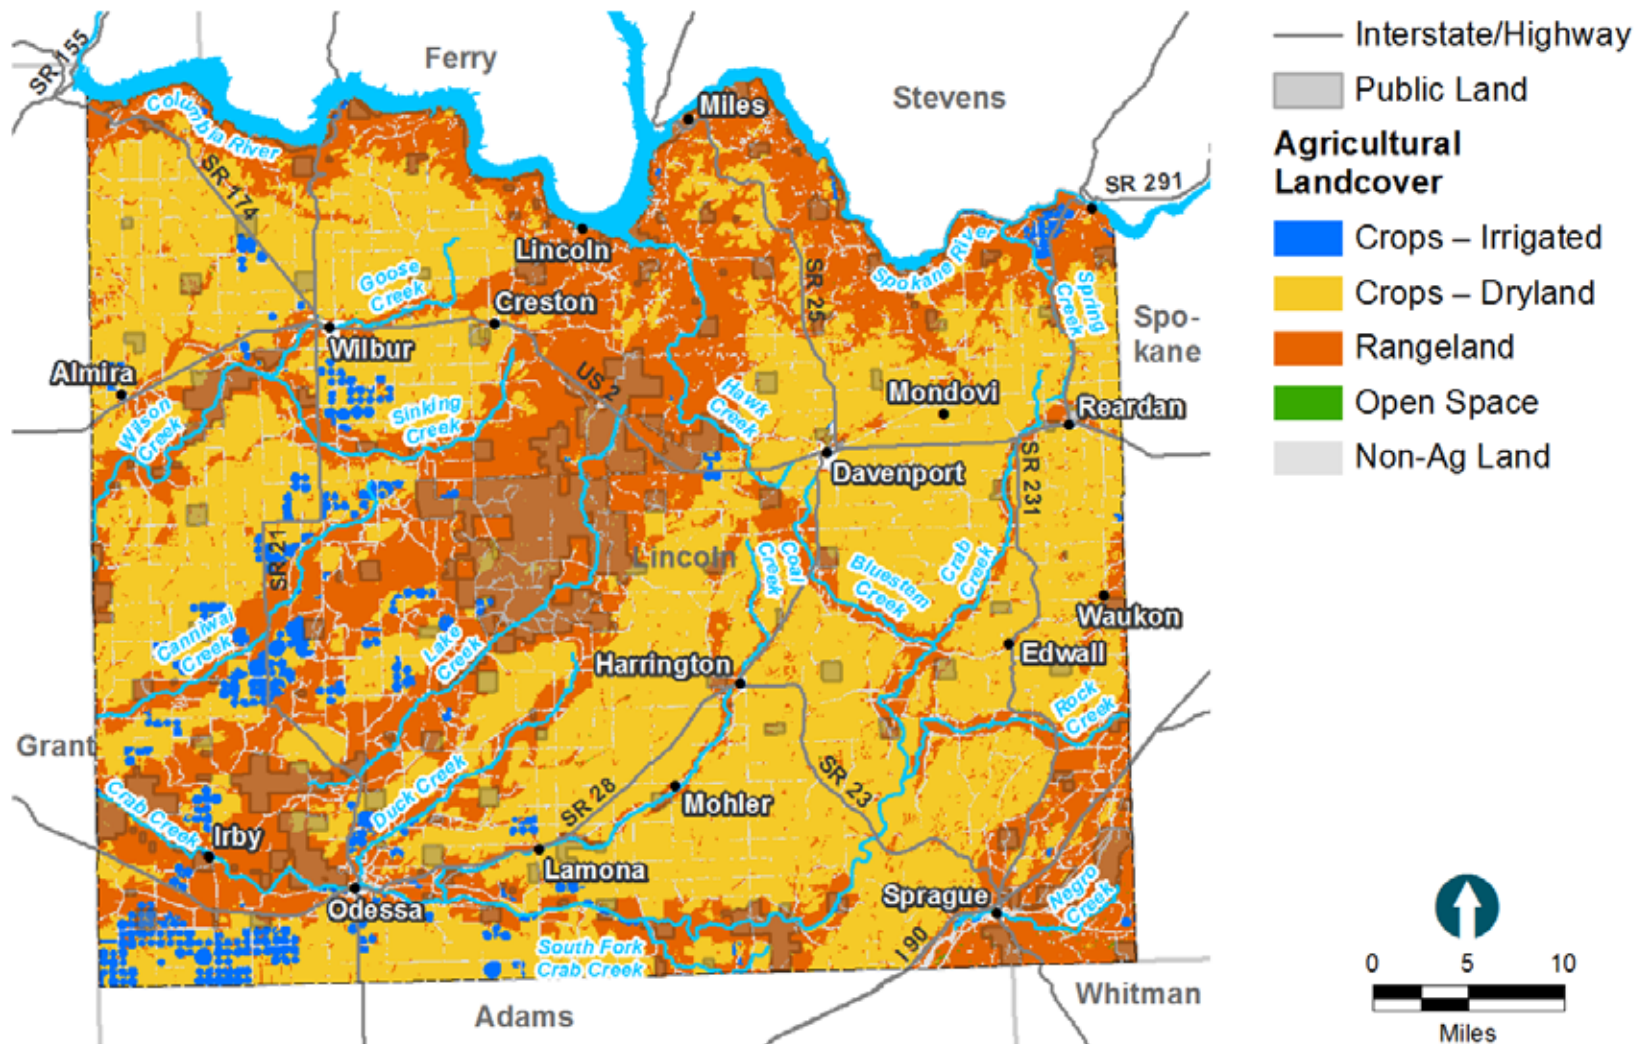 SR 155
Ferry
Stevens
Miles
Columbia
River
SR 174
SR 291
Lincoln
Spokane River
Goose
Creek
Creston
SR 25
Spring
Creek
Spo-
kane
Wilbur
Almira
US 2
Mondovi
Hawk
Creek
Reardan
Wilson
Creek
Sinking
Creek
Davenport
SR 231
SR 21
Lincoln
Coal
Creek
Bluestem
Creek
Crab
Creek
Waukon
Canniwai
Creek
Lake
Creek
Harrington
Edwall
Rock
Creek
Grant
Crab Creek
Duck Creek
SR 28
Mohler
SR 23
Irby
Lamona
Odessa
Sprague
Negro
Creek
South Fork
Crab Creek
I 90
Adams
Whitman
Interstate/Highway
Public Land
Agricultural
Landcover
Crops – Irrigated
Crops – Dryland
Rangeland
Open Space
Non-Ag Land
0 5 10
Miles